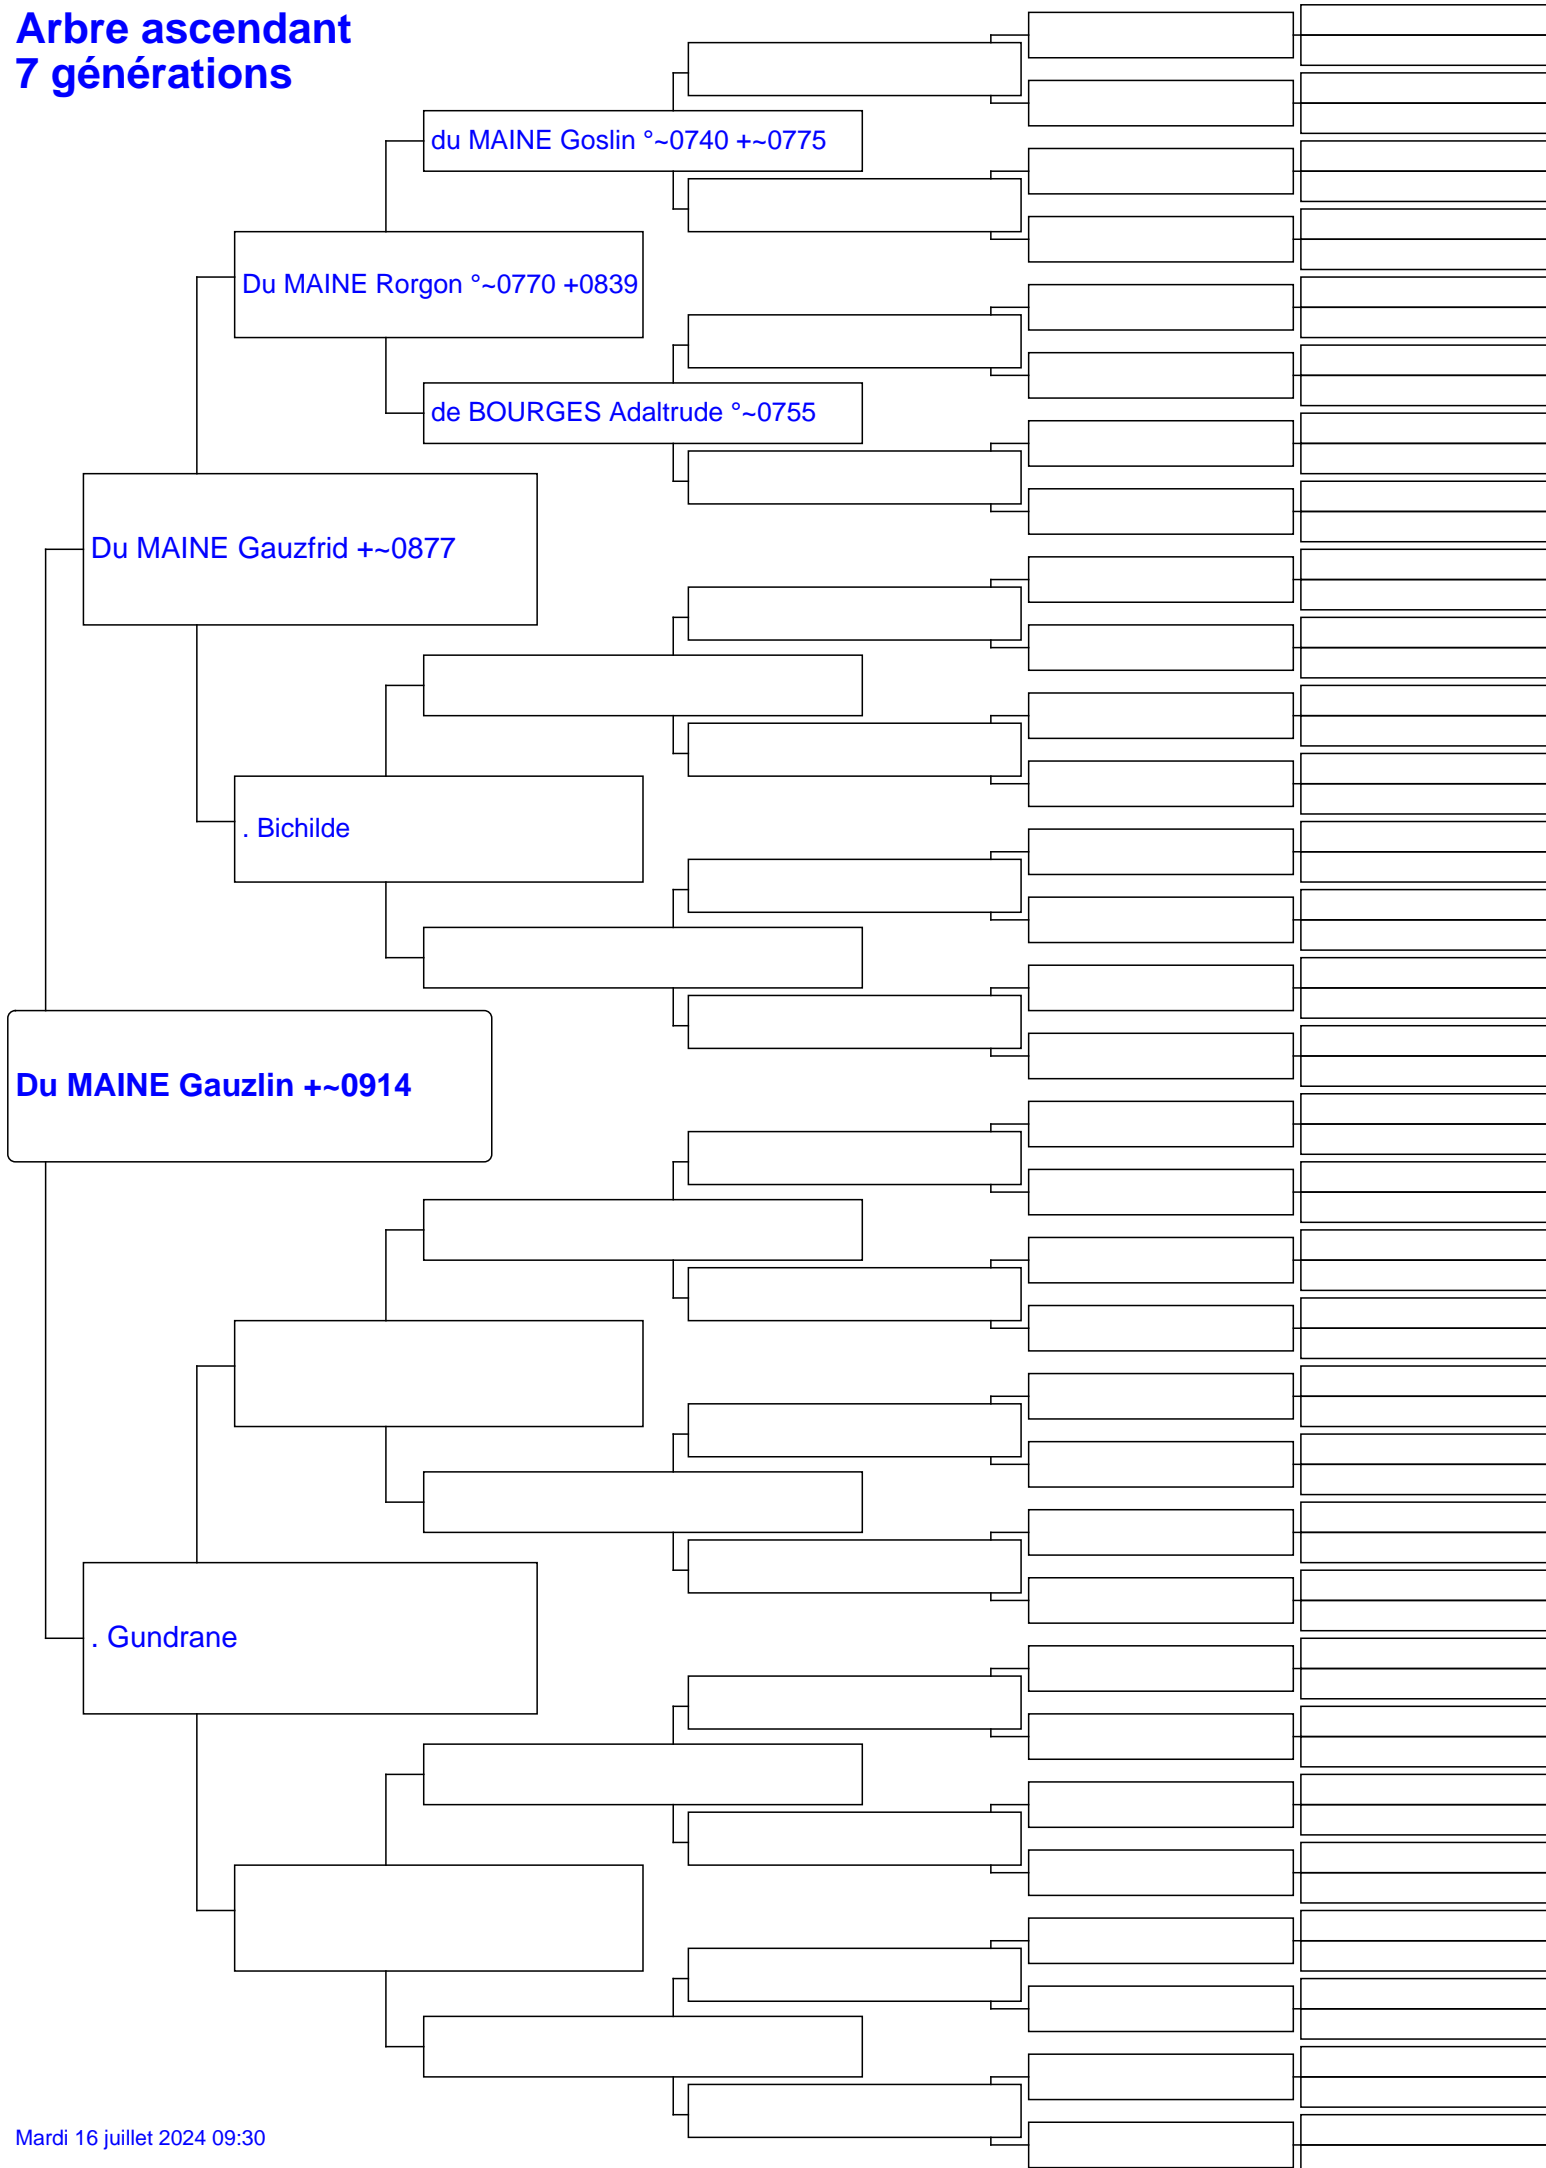 Arbre ascendant
7 générations
du MAINE Goslin °~0740 +~0775
Du MAINE Rorgon °~0770 +0839
de BOURGES Adaltrude °~0755
Du MAINE Gauzfrid +~0877
. Bichilde
Du MAINE Gauzlin +~0914
. Gundrane
Mardi 16 juillet 2024 09:30